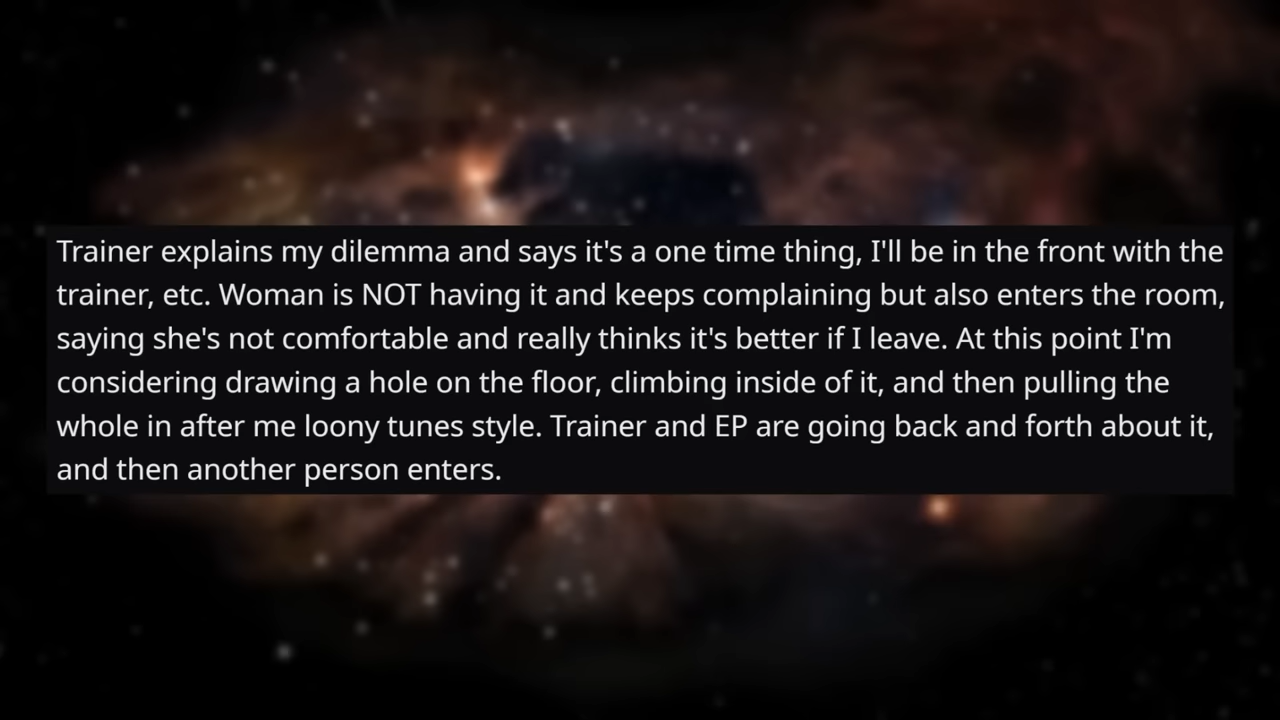 Trainer explains my dilemma and says it's a one time thing, I'll be in the front with the
trainer, etc. Woman is NOT having it and keeps complaining but also enters the room,
saying she's not comfortable and really thinks it's better if I leave. At this point I'm
considering drawing a hole on the floor, climbing inside of it, and then pulling the
whole in after me loony tunes style. Trainer and EP are going back and forth about it,
and then another person enters.